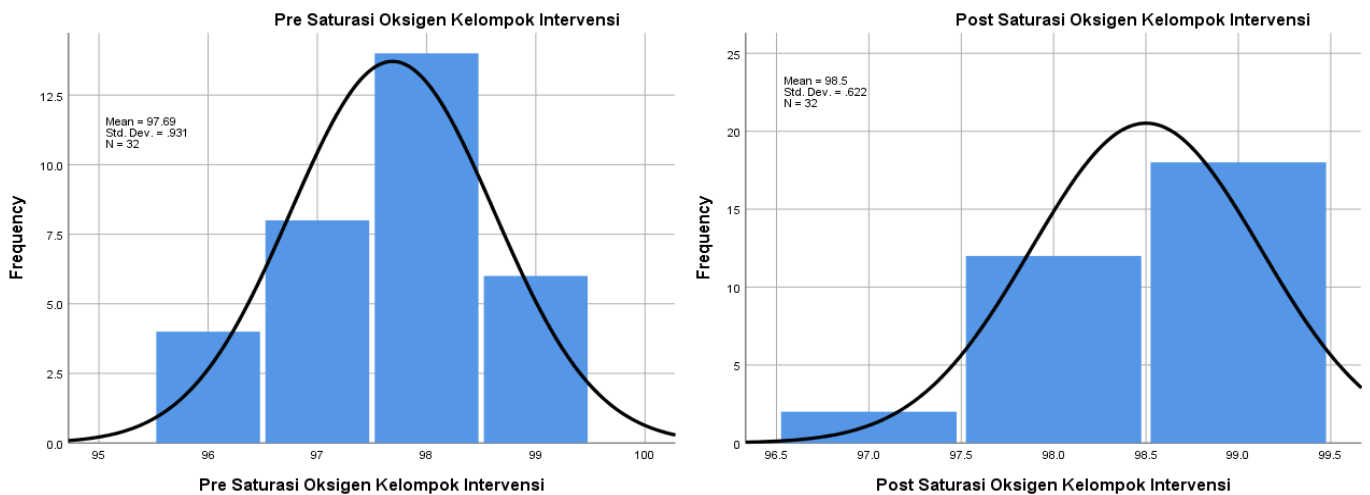 Pre Saturasi Oksigen Kelompok Intervensi
Mean = 97.69
Std. Dev. = .931
N = 32
Frequency
12.5
10.0
7.5
5.0
2.5
0.0
95 96 97 98 99 100
Pre Saturasi Oksigen Kelompok Intervensi
Post Saturasi Oksigen Kelompok Intervensi
Mean = 98.5
Std. Dev. = .622
N = 32
Frequency
25
20
15
10
5
0
96.5 97.0 97.5 98.0 98.5 99.0 99.5
Post Saturasi Oksigen Kelompok Intervensi